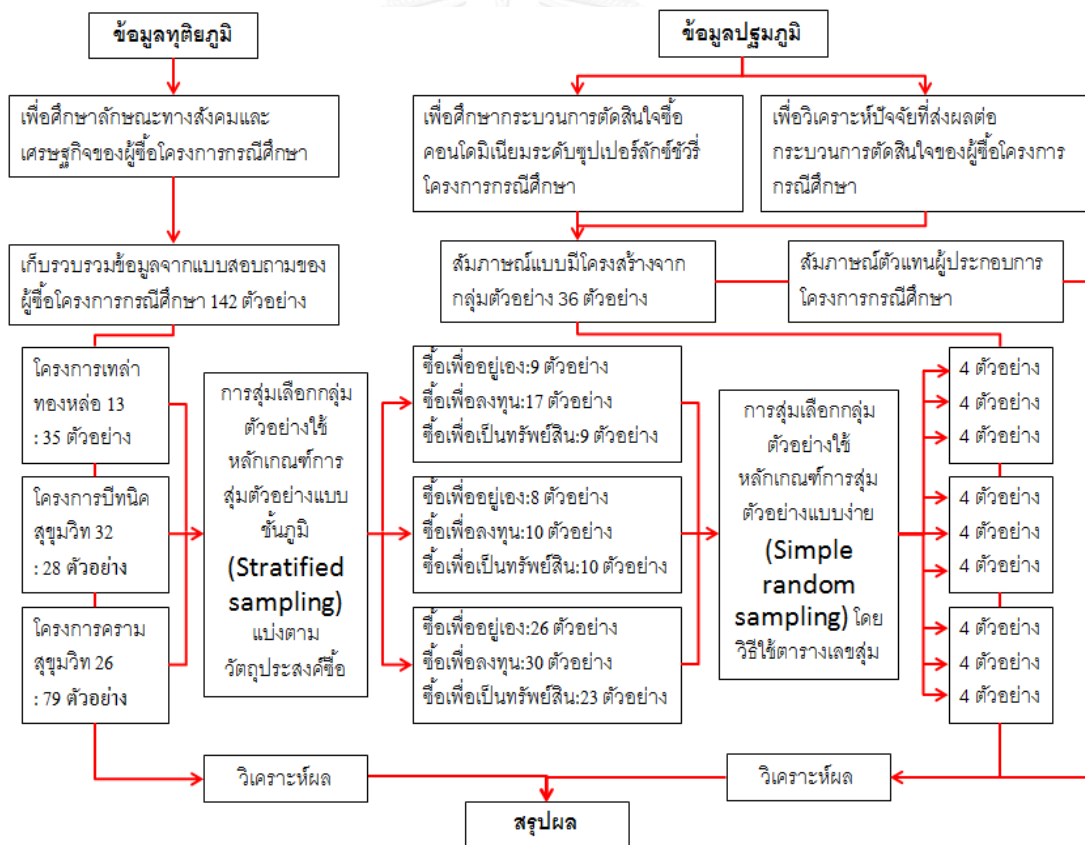 ข้อมูลทุติยภูมิ
ข้อมูลปฐมภูมิ
เพื่อศึกษาลักษณะทางสังคมและ
เศรษฐกิจของผู้ซื้อโครงการกรณีศึกษา
เพื่อศึกษากระบวนการตัดสินใจซื้อ
คอนโดมิเนียมระดับซุปเปอร์ลักซ์ชัวรี่
โครงการกรณีศึกษา
เพื่อวิเคราะห์ปัจจัยที่ส่งผลต่อ
กระบวนการตัดสินใจของผู้ซื้อโครงการ
กรณีศึกษา
เก็บรวบรวมข้อมูลจากแบบสอบถามของ
ผู้ซื้อโครงการกรณีศึกษา 142 ตัวอย่าง
สัมภาษณ์แบบมีโครงสร้างจาก
กลุ่มตัวอย่าง 36 ตัวอย่าง
สัมภาษณ์ตัวแทนผู้ประกอบการ
โครงการกรณีศึกษา
โครงการเทล่า
ทองหล่อ 13
: 35 ตัวอย่าง
โครงการบีทนิค
สุขุมวิท 32
: 28 ตัวอย่าง
โครงการคราม
สุขุมวิท 26
: 79 ตัวอย่าง
การสุ่มเลือกกลุ่ม
ตัวอย่างใช้
หลักเกณฑ์การ
สุ่มตัวอย่างแบบ
ชั้นภูมิ
(Stratified
sampling)
แบ่งตาม
วัตถุประสงค์ซื้อ
ซื้อเพื่ออยู่เอง:9 ตัวอย่าง
ซื้อเพื่อลงทุน:17 ตัวอย่าง
ซื้อเพื่อเป็นทรัพย์สิน:9 ตัวอย่าง
ซื้อเพื่ออยู่เอง:8 ตัวอย่าง
ซื้อเพื่อลงทุน:10 ตัวอย่าง
ซื้อเพื่อเป็นทรัพย์สิน:10 ตัวอย่าง
ซื้อเพื่ออยู่เอง:26 ตัวอย่าง
ซื้อเพื่อลงทุน:30 ตัวอย่าง
ซื้อเพื่อเป็นทรัพย์สิน:23 ตัวอย่าง
การสุ่มเลือกกลุ่ม
ตัวอย่างใช้
หลักเกณฑ์การสุ่ม
ตัวอย่างแบบง่าย
(Simple
random
sampling) โดย
วิธีใช้ตารางเลขสุ่ม
4 ตัวอย่าง
4 ตัวอย่าง
4 ตัวอย่าง
4 ตัวอย่าง
4 ตัวอย่าง
4 ตัวอย่าง
4 ตัวอย่าง
4 ตัวอย่าง
4 ตัวอย่าง
วิเคราะห์ผล
วิเคราะห์ผล
สรุปผล